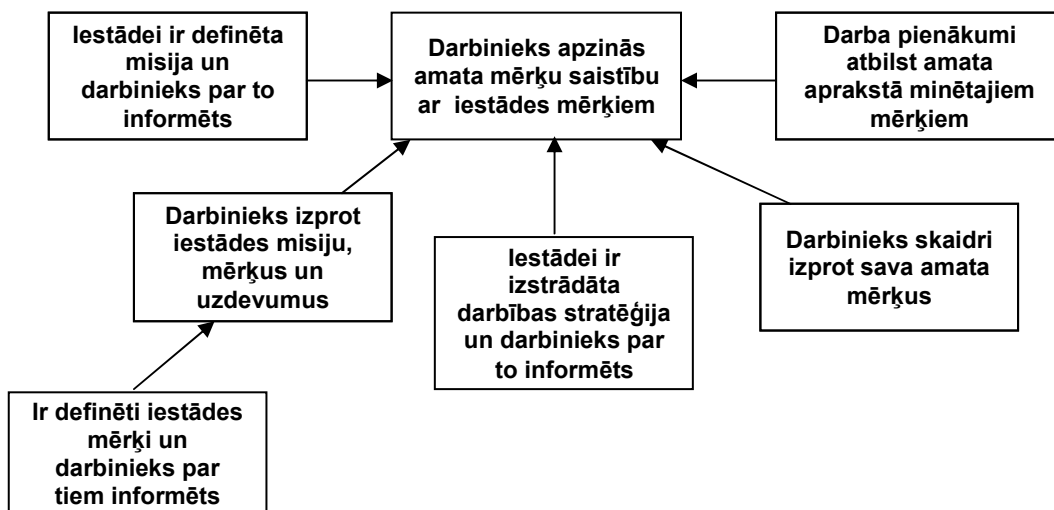 Iestādei ir definēta
misija un
darbinieks par to
informēts
Darbinieks apzinās
amata mērķu saistību
ar iestādes mērķiem
Darba pienākumi
atbilst amata
aprakstā minētajiem
mērķiem
Darbinieks izprot
iestādes misiju,
mērķus un
uzdevumus
Iestādei ir
izstrādāta
darbības stratēģija
un darbinieks par
to informēts
Darbinieks skaidri
izprot sava amata
mērķus
Ir definēti iestādes
mērķi un
darbinieks par
tiem informēts